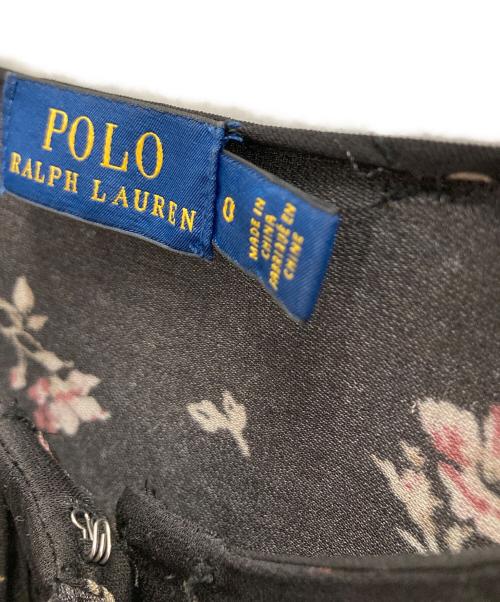 POLO
RALPH LAUREN
0
MADE IN
CHINA
FABRIQUÉ EN
CHINE